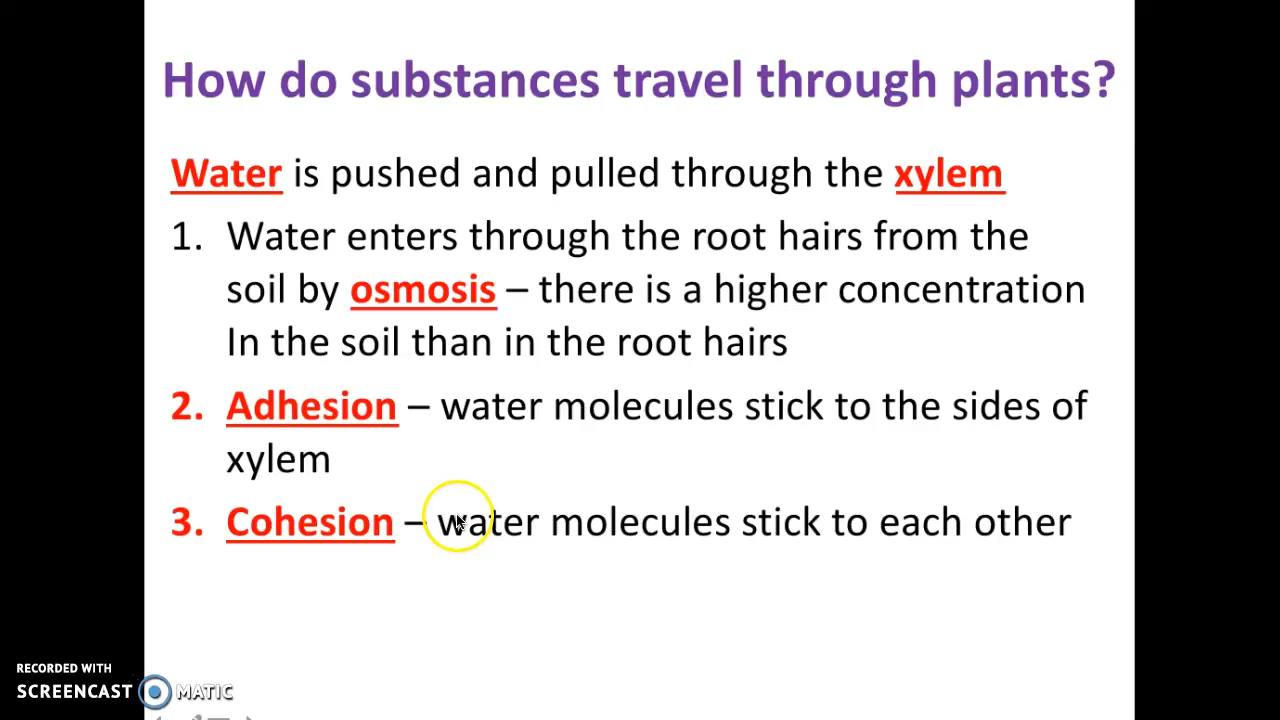 How do substances travel through plants?
Water is pushed and pulled through the xylem
1. Water enters through the root hairs from the
soil by osmosis – there is a higher concentration
In the soil than in the root hairs
2. Adhesion – water molecules stick to the sides of
xylem
3. Cohesion – water molecules stick to each other
RECORDED WITH
SCREENCAST MATIC